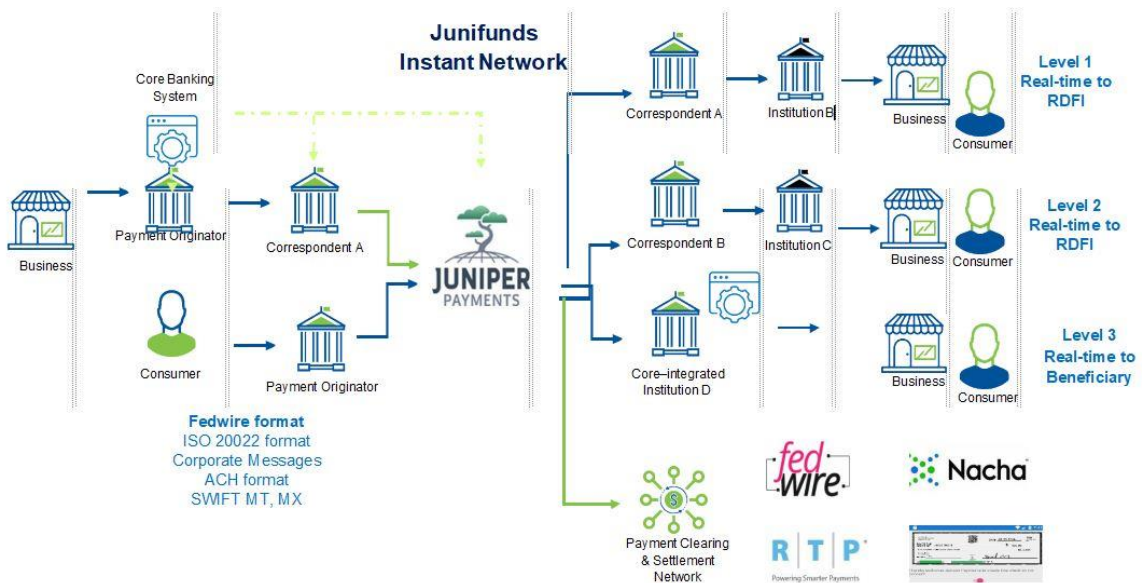 Junifunds
Instant Network
Core Banking
System
Payment Originator
Business
Correspondent A
Consumer
Payment Originator
JUNIPER
PAYMENTS
Fedwire format
ISO 20022 format
Corporate Messages
ACH format
SWIFT MT, MX
Correspondent A
Institution B
Business
Consumer
Level 1
Real-time to
RDFI
Correspondent B
Institution C
Business
Consumer
Level 2
Real-time to
RDFI
Core–integrated
Institution D
Business
Consumer
Level 3
Real-time to
Beneficiary
S
Payment Clearing
& Settlement
Network
fed
wire
Nacha
R T P
Powering Smarter Payments